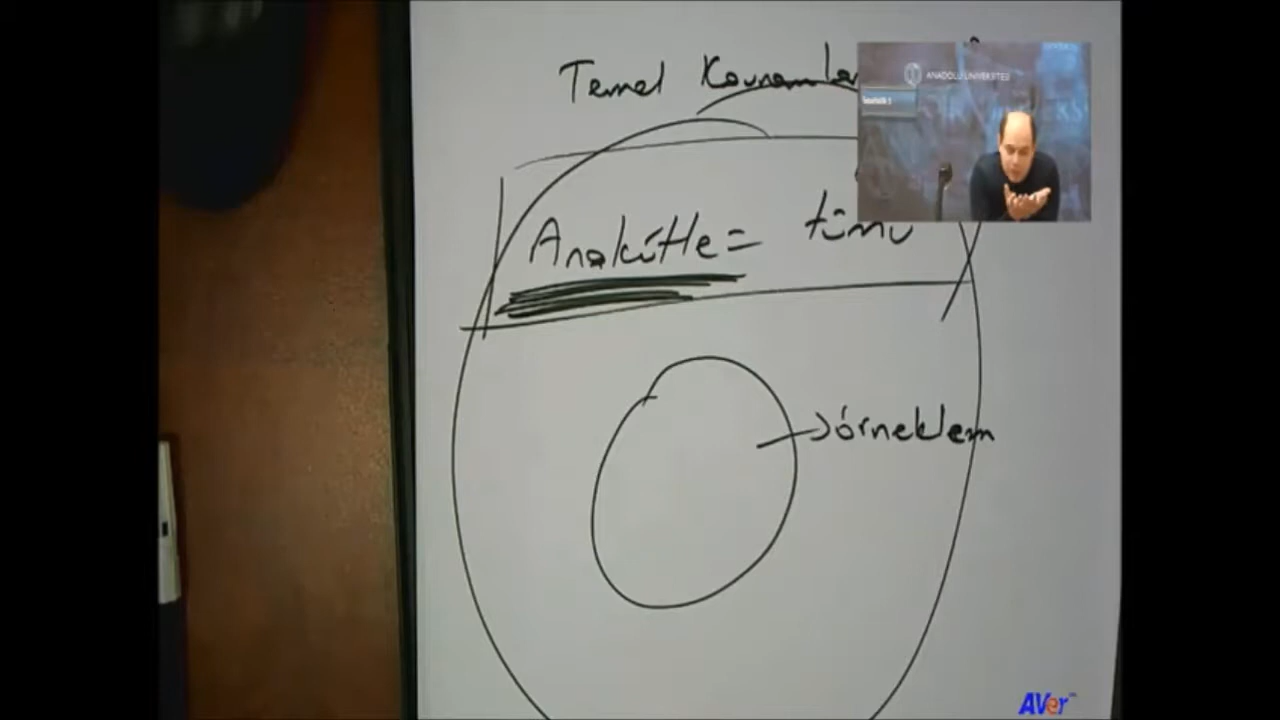 Temel Kavramlar
ANADOLU ÜNİVERSİTESİ
Anakütle = tümü
örneklem
AVer